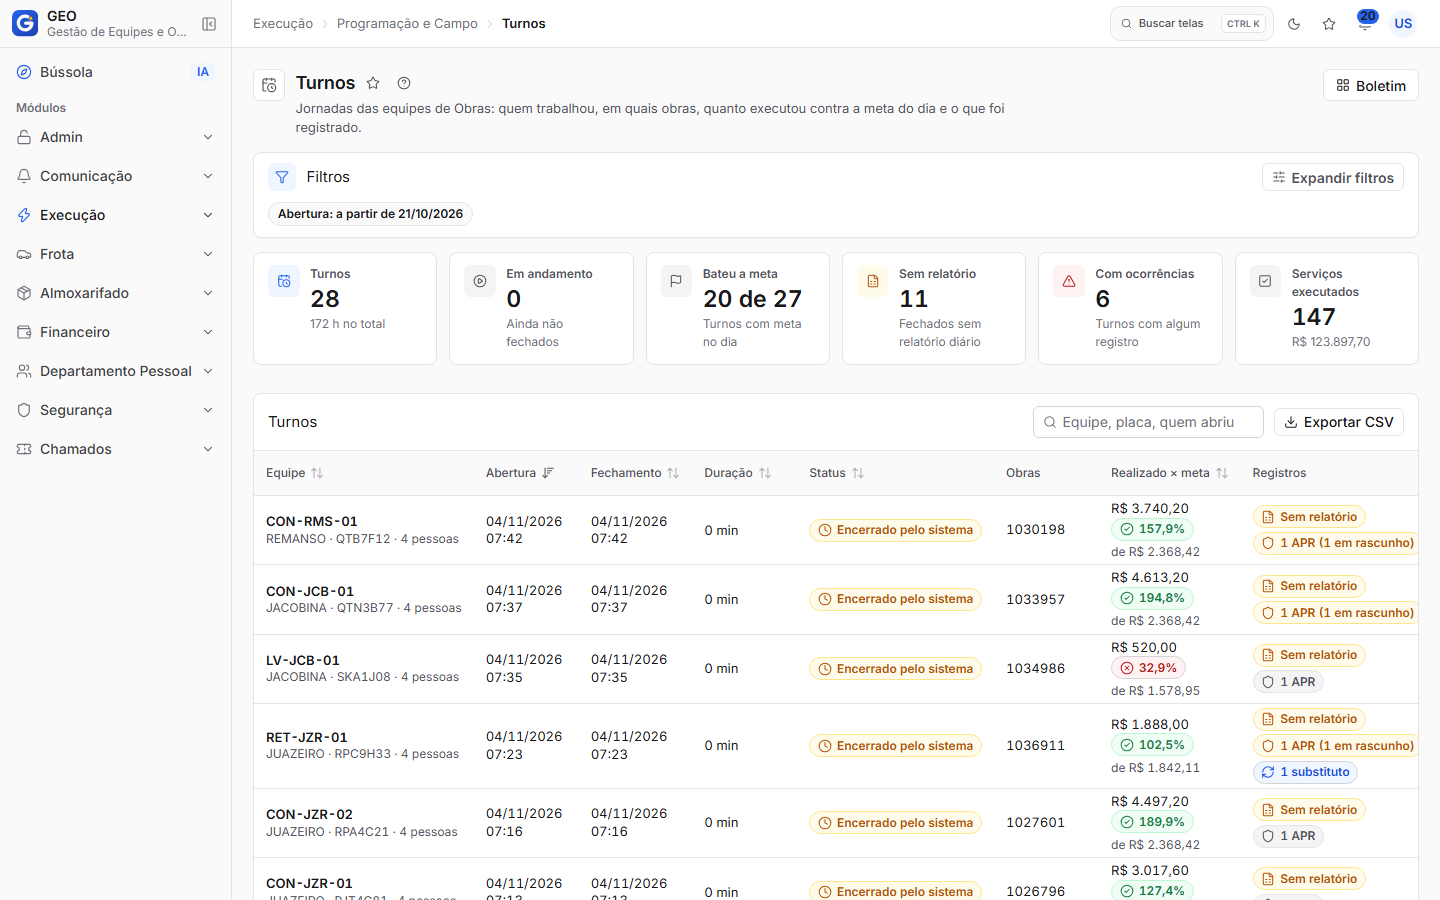 GEO
Gestão de Equipes e O...
Execução
Programação e Campo
Turnos
Buscar telas
CTRL K
20
US
Bússola
IA
Módulos
Admin
Comunicação
Execução
Frota
Almoxarifado
Financeiro
Departamento Pessoal
Segurança
Chamados
Turnos
Jornadas das equipes de Obras: quem trabalhou, em quais obras, quanto executou contra a meta do dia e o que foi
registrado.
Boletim
Filtros
Expandir filtros
Abertura: a partir de 21/10/2026
Turnos
28
172 h no total
Em andamento
0
Ainda não
fechados
Bateu a meta
20 de 27
Turnos com meta
no dia
Sem relatório
11
Fechados sem
relatório diário
Com ocorrências
6
Turnos com algum
registro
Serviços
executados
147
R$ 123.897,70
Turnos
Equipe, placa, quem abriu
Exportar CSV
Equipe
Abertura
Fechamento
Duração
Status
Obras
Realizado × meta
Registros
CON-RMS-01
REMANSO · QTB7F12 · 4 pessoas
04/11/2026
07:42
04/11/2026
07:42
0 min
Encerrado pelo sistema
1030198
R$ 3.740,20
157,9%
de R$ 2.368,42
Sem relatório
1 APR (1 em rascunho)
CON-JCB-01
JACOBINA · QTN3B77 · 4 pessoas
04/11/2026
07:37
04/11/2026
07:37
0 min
Encerrado pelo sistema
1033957
R$ 4.613,20
194,8%
de R$ 2.368,42
Sem relatório
1 APR (1 em rascunho)
LV-JCB-01
JACOBINA · SKA1J08 · 4 pessoas
04/11/2026
07:35
04/11/2026
07:35
0 min
Encerrado pelo sistema
1034986
R$ 520,00
32,9%
de R$ 1.578,95
Sem relatório
1 APR
RET-JZR-01
JUAZEIRO · RPC9H33 · 4 pessoas
04/11/2026
07:23
04/11/2026
07:23
0 min
Encerrado pelo sistema
1036911
R$ 1.888,00
102,5%
de R$ 1.842,11
Sem relatório
1 APR (1 em rascunho)
1 substituto
CON-JZR-02
JUAZEIRO · RPA4C21 · 4 pessoas
04/11/2026
07:16
04/11/2026
07:16
0 min
Encerrado pelo sistema
1027601
R$ 4.497,20
189,9%
de R$ 2.368,42
Sem relatório
1 APR
CON-JZR-01
04/11/2026
04/11/2026
0 min
Encerrado pelo sistema
1026796
R$ 3.017,60
127,4%
Sem relatório